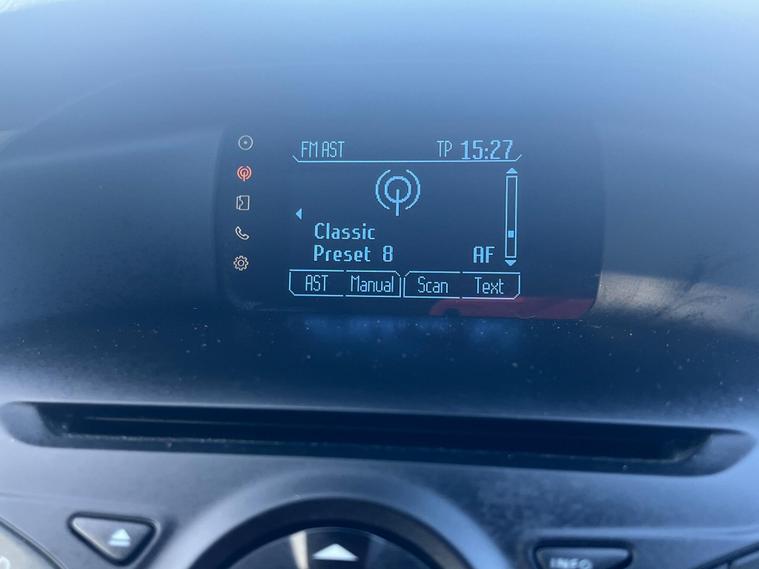 FM AST TP 15:27
Classic
Preset 8 AF
AST Manual Scan Text
INFO